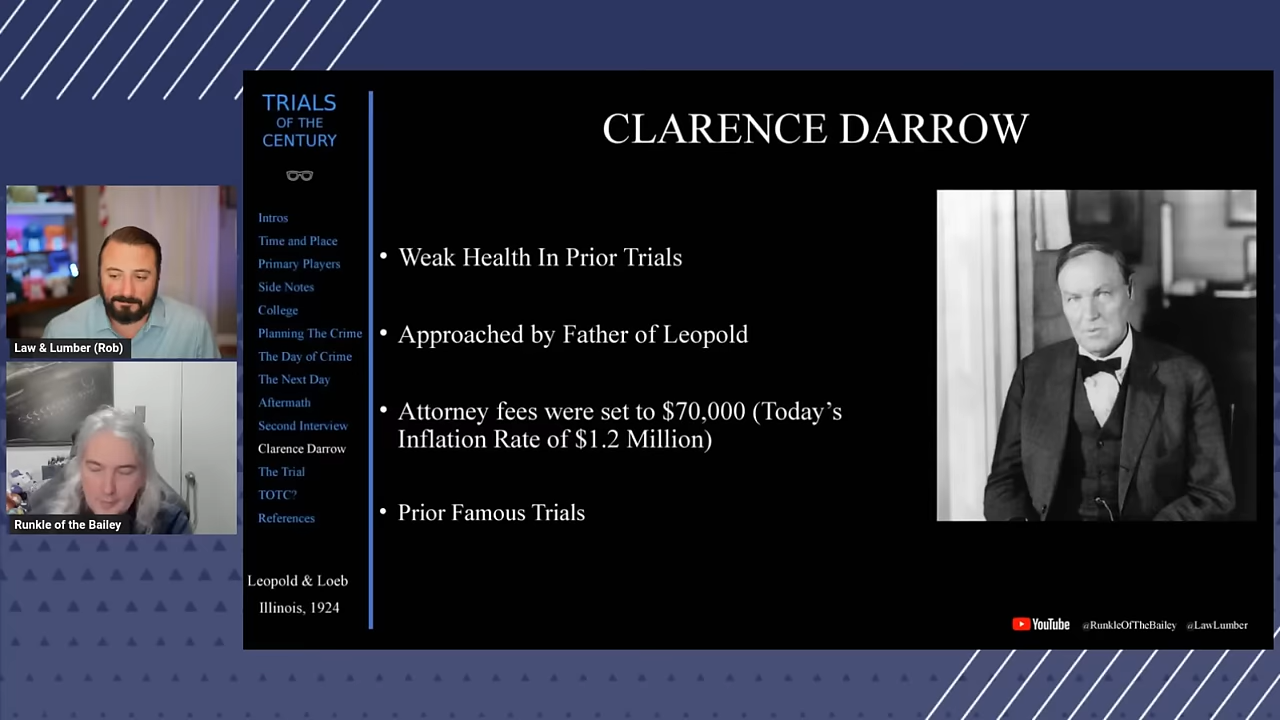 TRIALS
OF THE
CENTURY
Intros
Time and Place
Primary Players
Side Notes
College
Planning The Crime
The Day of Crime
The Next Day
Aftermath
Second Interview
Clarence Darrow
The Trial
TOTC?
References
Leopold & Loeb
Illinois, 1924
CLARENCE DARROW
• Weak Health In Prior Trials
• Approached by Father of Leopold
• Attorney fees were set to $70,000 (Today’s
Inflation Rate of $1.2 Million)
• Prior Famous Trials
YouTube @RunkleOfTheBailey @LawLumber
Law & Lumber (Rob)
Runkle of the Bailey